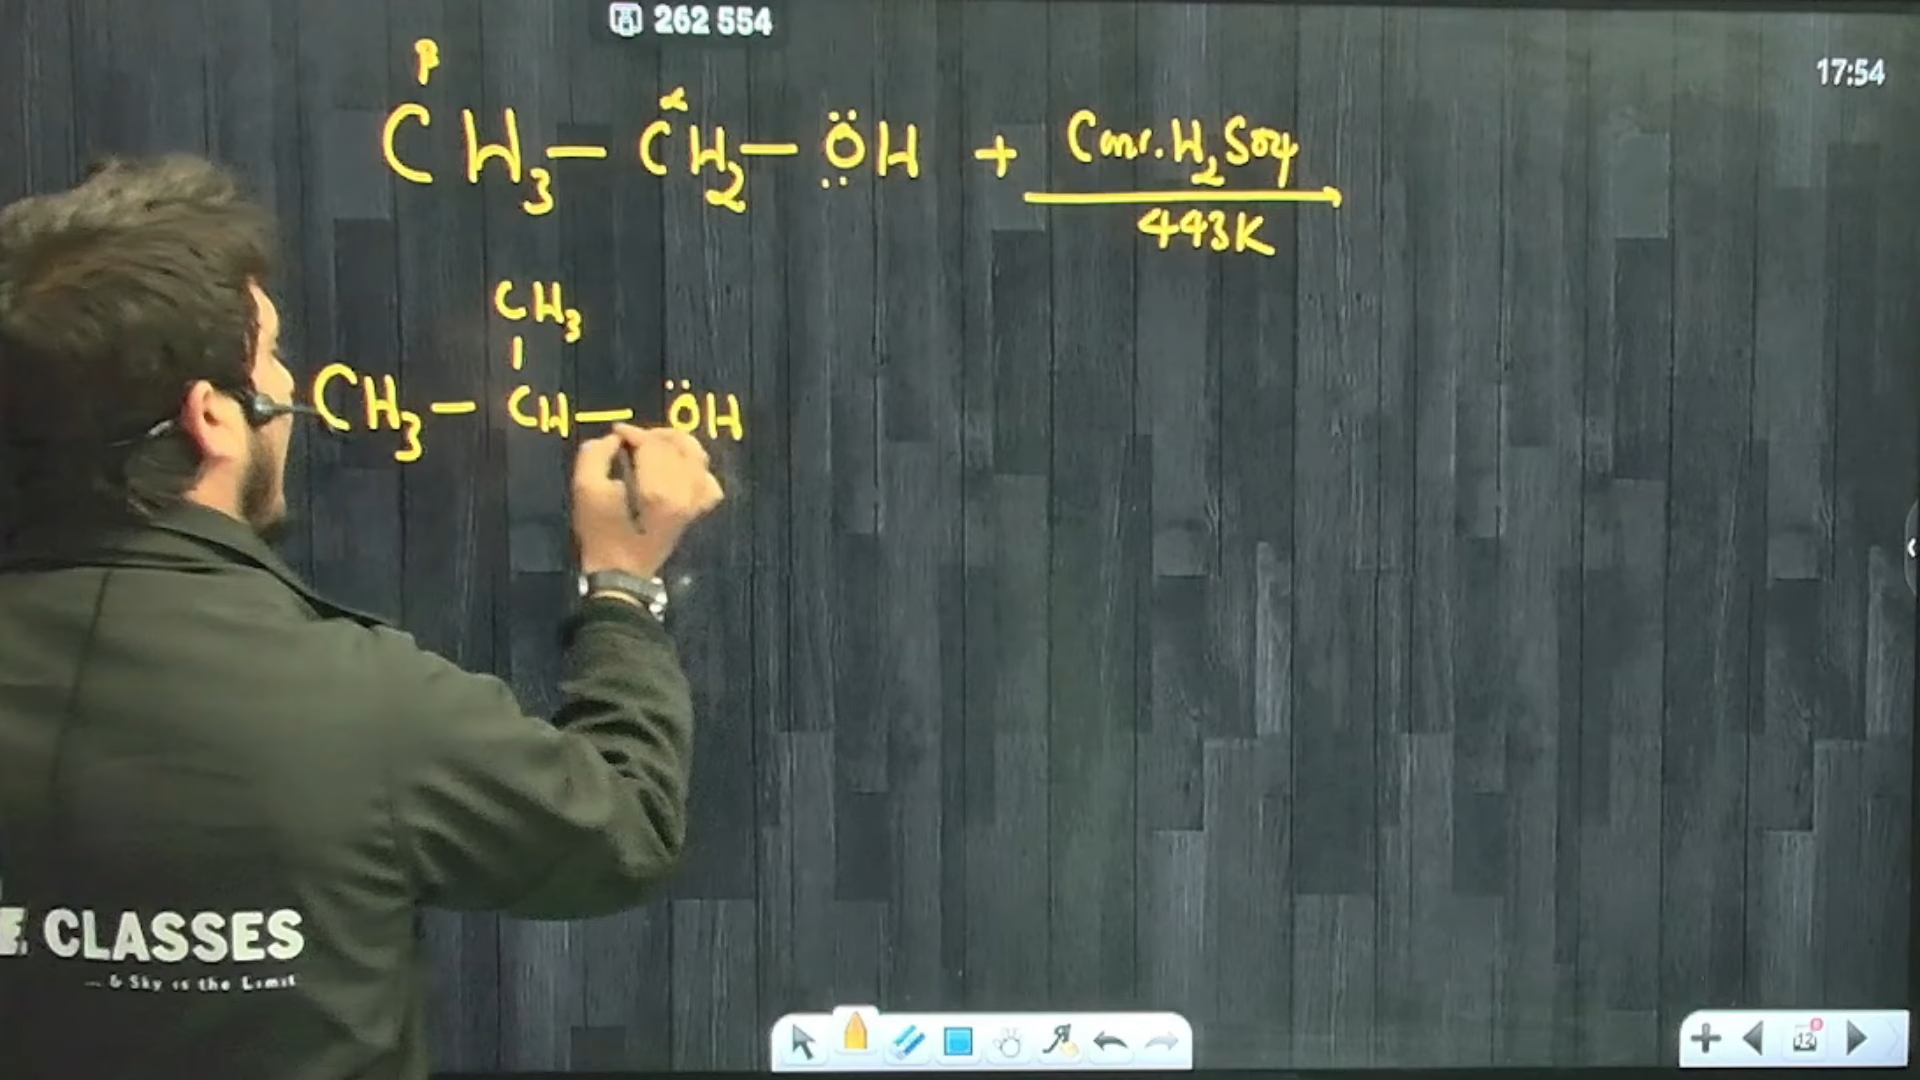 262 554
17:54
β
α
CH₃ — CH₂ — ÖH + Conc. H₂SO₄
443K
CH₃
CH₃ — CH — ÖH
CLASSES
... & Sky is the Limit
12